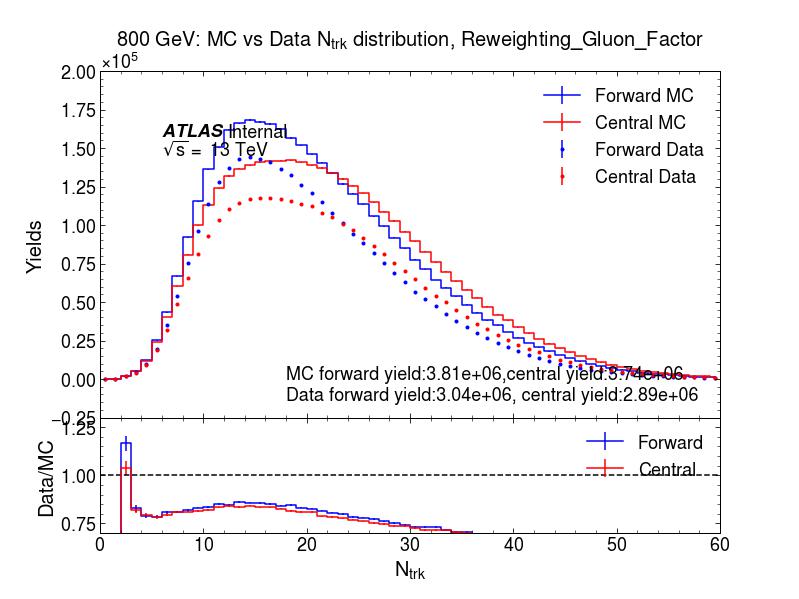 800 GeV: MC vs Data Ntrk distribution, Reweighting_Gluon_Factor
×10⁵
2.00
1.75
1.50
1.25
1.00
0.75
0.50
0.25
0.00
−0.25
Yields
ATLAS Internal
√s = 13 TeV
Forward MC
Central MC
Forward Data
Central Data
MC forward yield:3.81e+06,central yield:3.74e+06
Data forward yield:3.04e+06, central yield:2.89e+06
1.25
1.00
0.75
Data/MC
Forward
Central
0 10 20 30 40 50 60
Ntrk